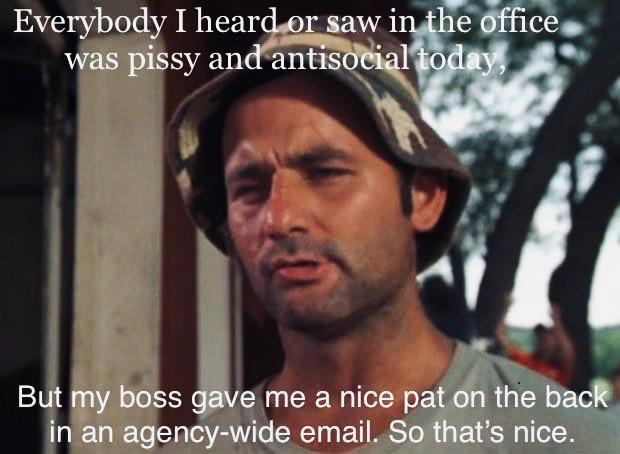 Everybody I heard or saw in the office
was pissy and antisocial today,
But my boss gave me a nice pat on the back
in an agency-wide email. So that’s nice.